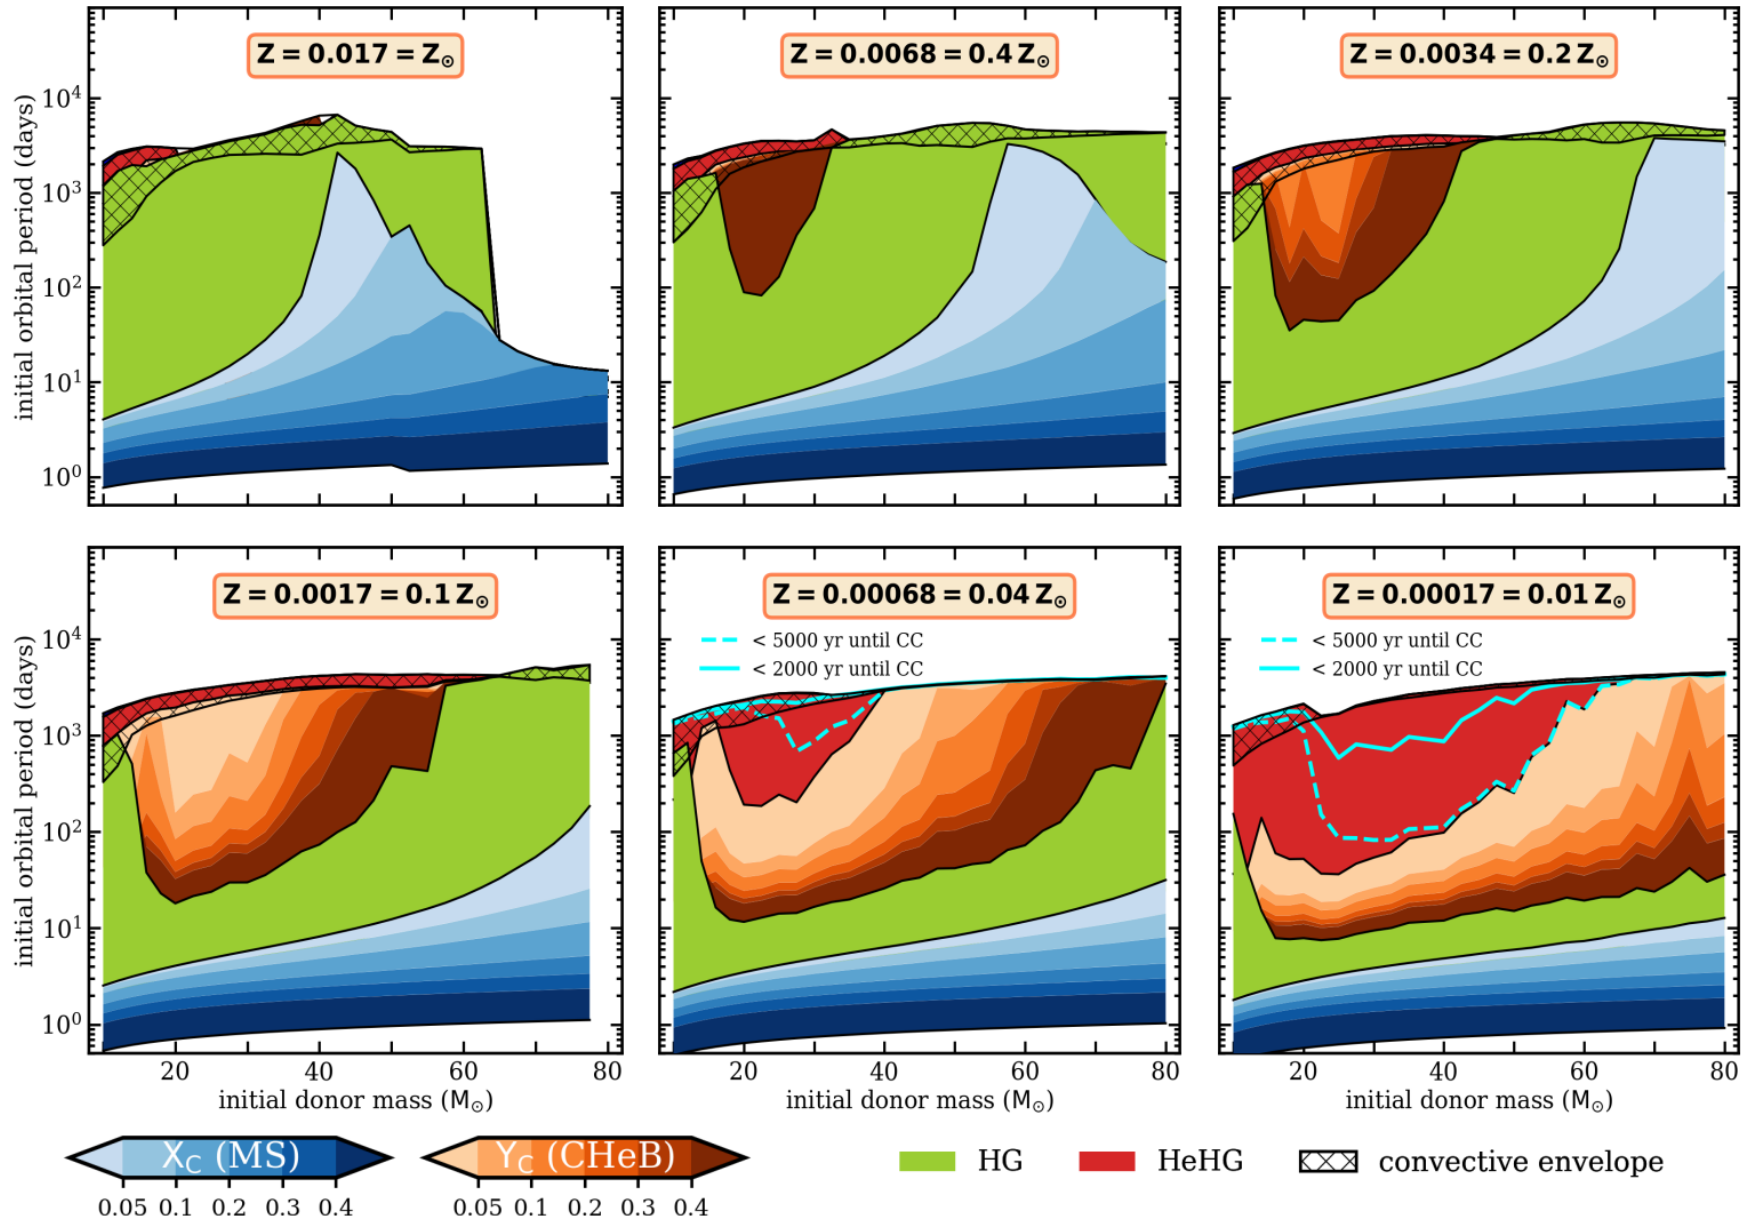 Z = 0.017 = Z⊙
Z = 0.0068 = 0.4 Z⊙
Z = 0.0034 = 0.2 Z⊙
initial orbital period (days)
10⁴
10³
10²
10¹
10⁰
Z = 0.0017 = 0.1 Z⊙
Z = 0.00068 = 0.04 Z⊙
Z = 0.00017 = 0.01 Z⊙
< 5000 yr until CC
< 2000 yr until CC
< 5000 yr until CC
< 2000 yr until CC
initial orbital period (days)
10⁴
10³
10²
10¹
10⁰
20 40 60 80
20 40 60 80
20 40 60 80
initial donor mass (M⊙)
initial donor mass (M⊙)
initial donor mass (M⊙)
X_C (MS)
0.05 0.1 0.2 0.3 0.4
Y_C (CHeB)
0.05 0.1 0.2 0.3 0.4
HG
HeHG
convective envelope